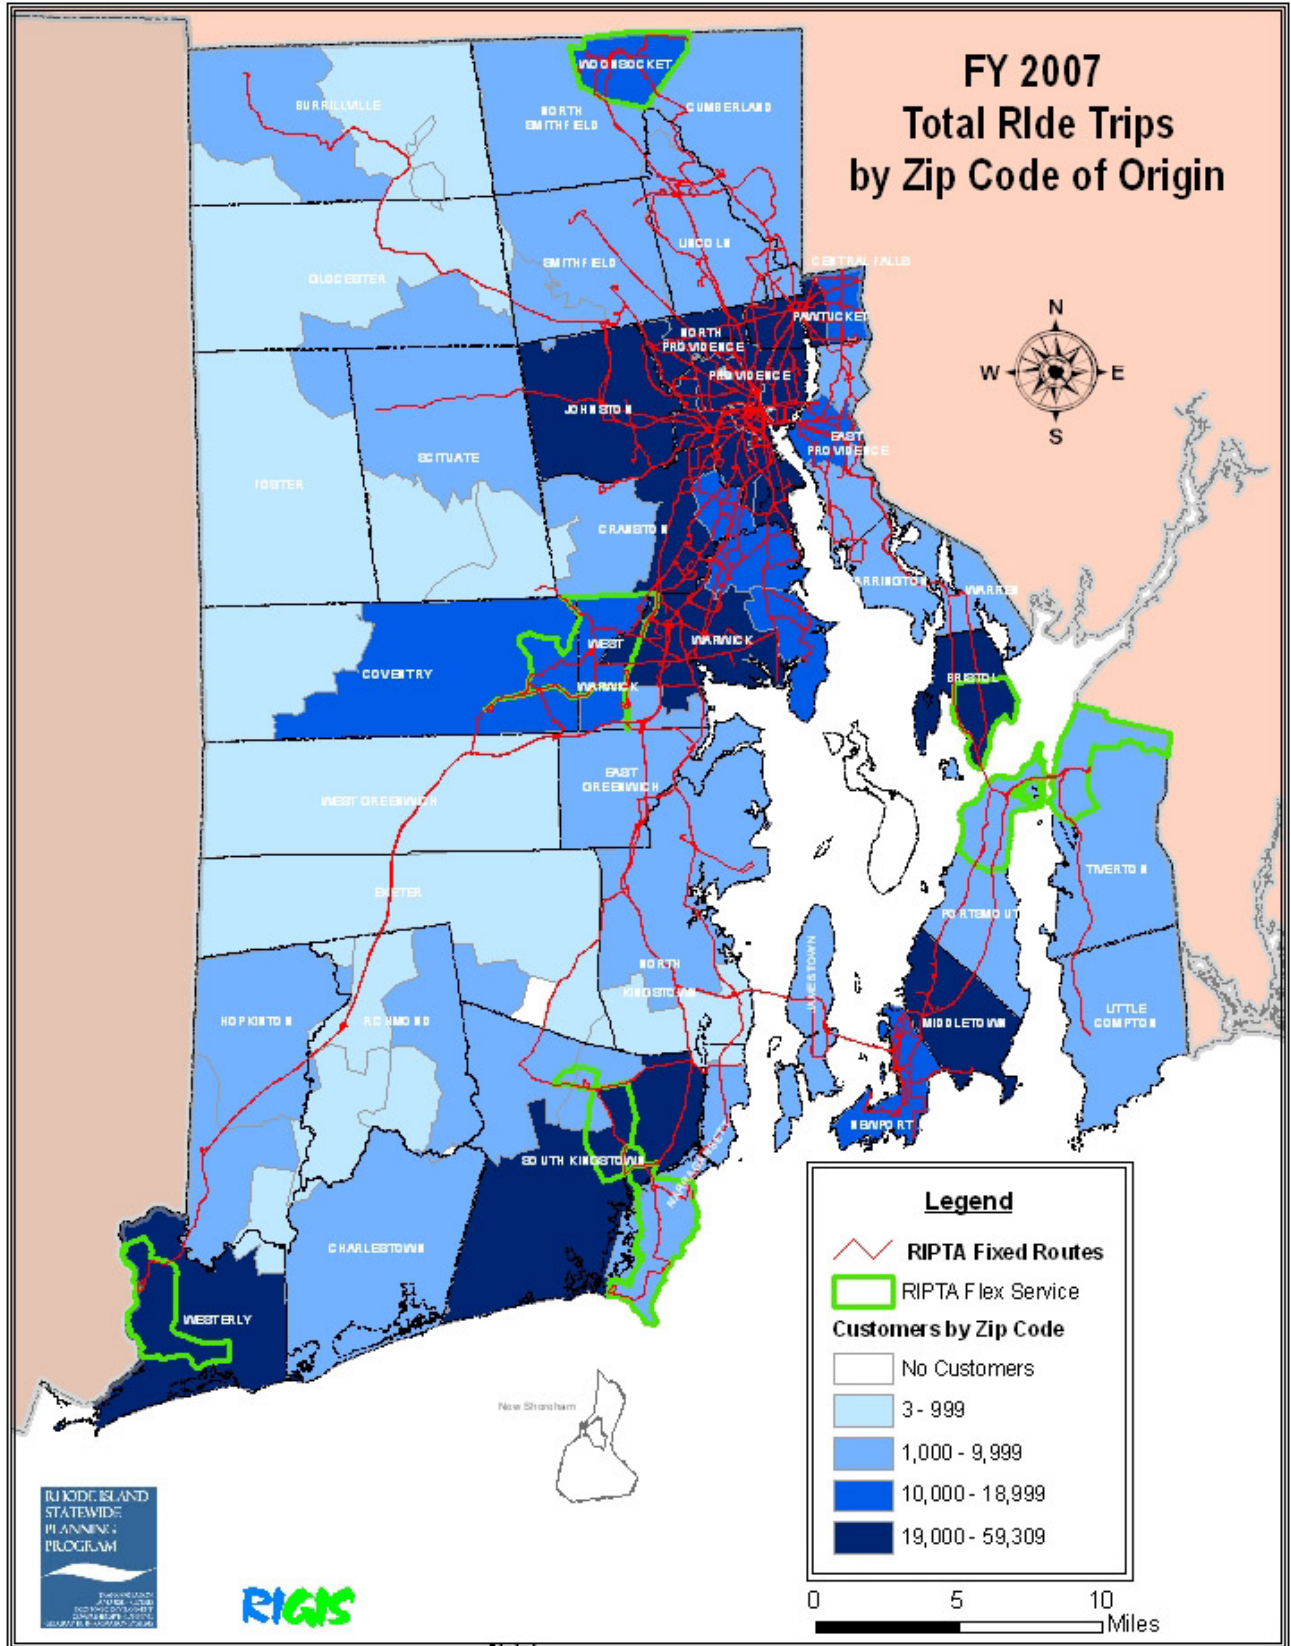 FY 2007
Total RIde Trips
by Zip Code of Origin
WOONSOCKET
BURRILLVILLE
NORTH
SMITHFIELD
CUMBERLAND
LINCOLN
SMITHFIELD
CENTRAL FALLS
GLOCESTER
PAWTUCKET
NORTH
PROVIDENCE
PROVIDENCE
JOHNSTON
EAST
PROVIDENCE
SCITUATE
FOSTER
CRANSTON
ARRINGTON
WARREN
WEST
WARWICK
WARWICK
COVENTRY
BRISTOL
EAST
GREENWICH
WEST GREENWICH
TIVERTON
EXETER
PORTSMOUT
NORTH
KINGSTOWN
JAMESTOWN
HOPKINTON
RICHMOND
MIDDLETOWN
LITTLE
COMPTON
NEWPORT
SOUTH KINGSTOWN
NARRAGANSETT
CHARLESTOWN
WESTERLY
New Shoreham
N
W
E
S
Legend
RIPTA Fixed Routes
RIPTA Flex Service
Customers by Zip Code
No Customers
3 - 999
1,000 - 9,999
10,000 - 18,999
19,000 - 59,309
0 5 10
Miles
RHODE ISLAND
STATEWIDE
PLANNING
PROGRAM
RIGIS